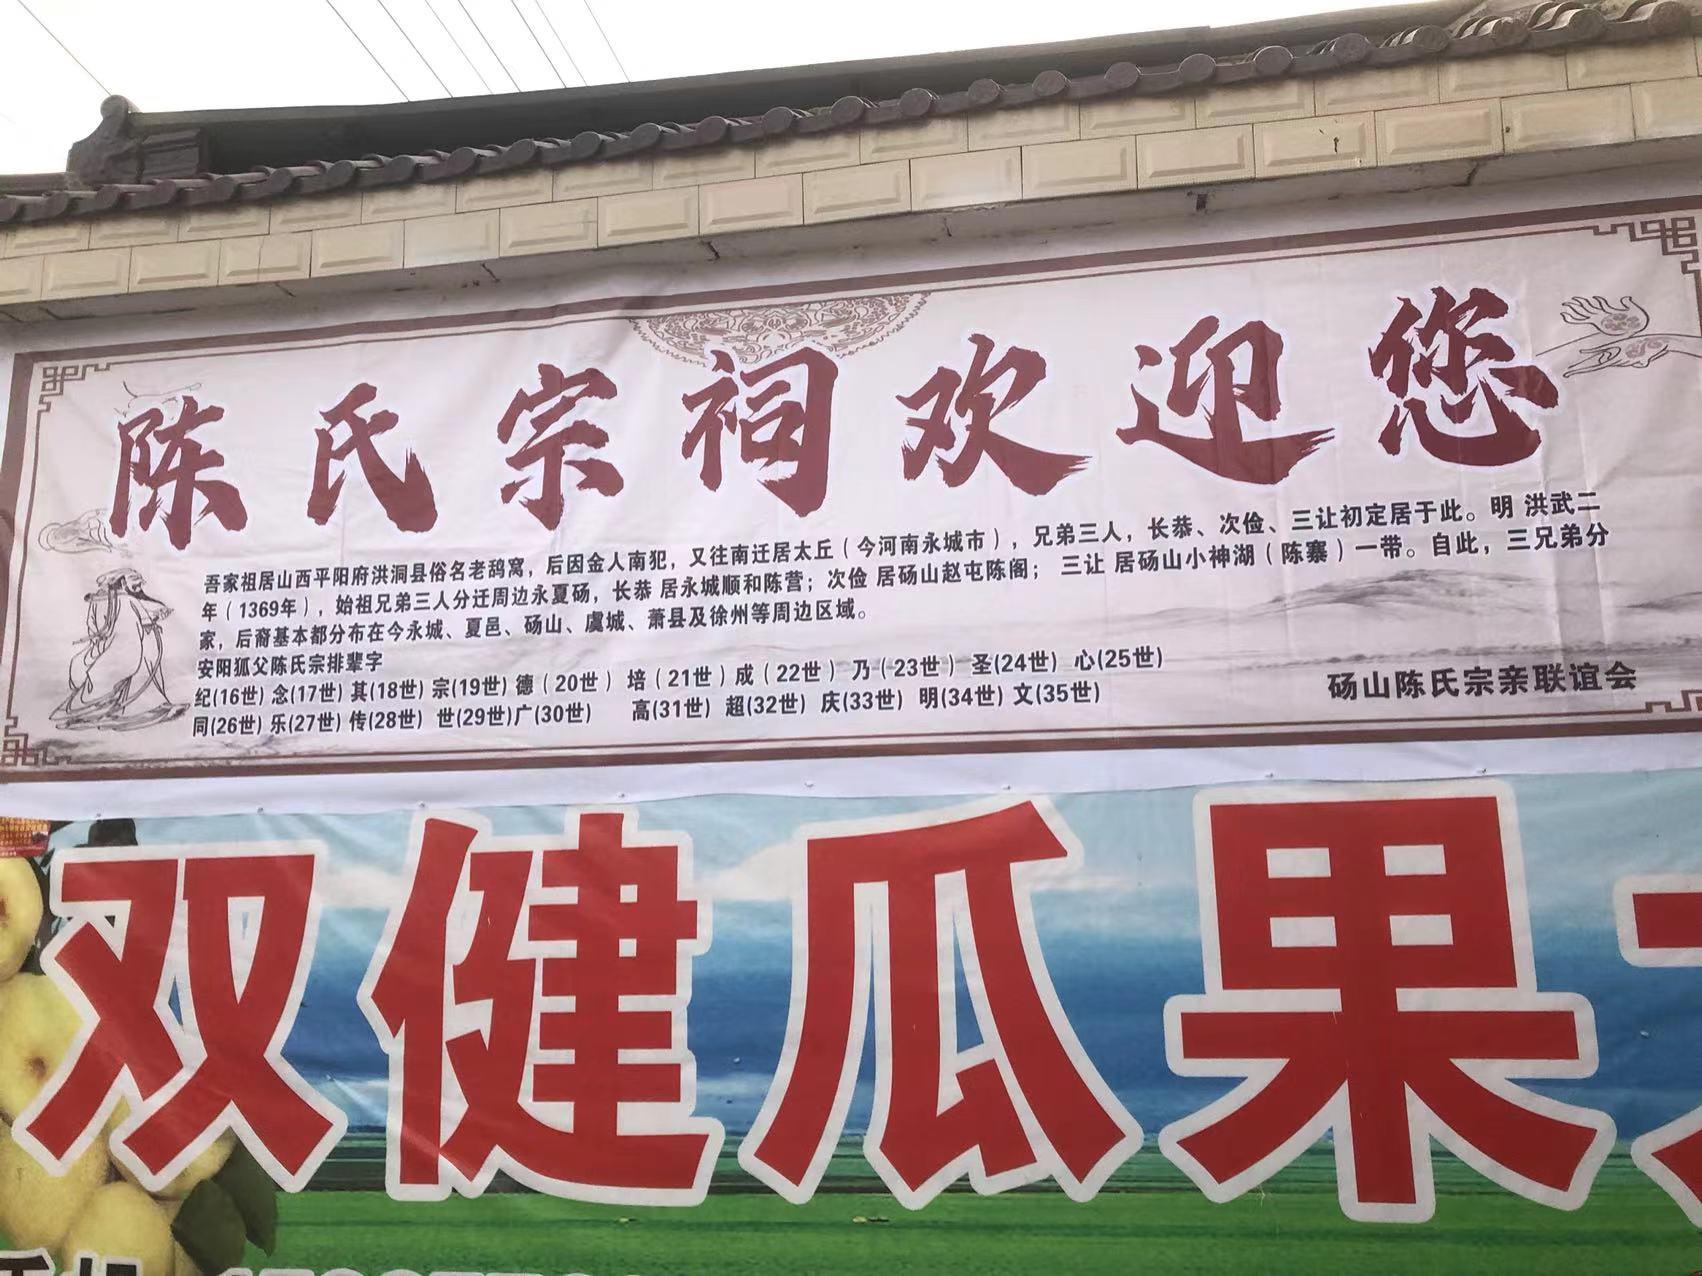 陈氏宗祠欢迎您
吾家祖居山西平阳府洪洞县俗名老鸹窝，后因金人南犯，又往南迁居太丘（今河南永城市），兄弟三人，长恭、次俭、三让初定居于此。明 洪武二
年（1369年），始祖兄弟三人分迁周边永夏砀，长恭 居永城顺和陈营；次俭 居砀山赵屯陈阁； 三让 居砀山小神湖（陈寨）一带。自此，三兄弟分
家，后裔基本都分布在今永城、夏邑、砀山、虞城、萧县及徐州等周边区域。
安阳狐父陈氏宗排辈字
纪(16世) 念(17世) 其(18世) 宗(19世) 德（20世） 培（21世）成（22世） 乃（23世） 圣(24世) 心(25世)
同(26世) 乐(27世) 传(28世) 世(29世)广(30世) 高(31世) 超(32世) 庆(33世) 明(34世) 文(35世)
砀山陈氏宗亲联谊会
双健瓜果